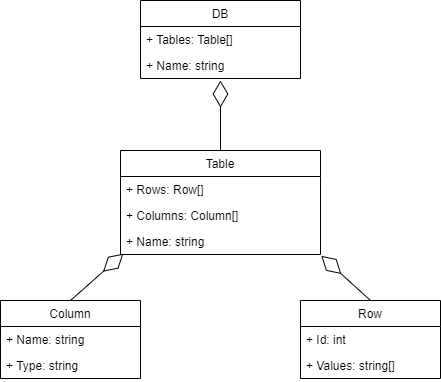 DB
+ Tables: Table[]
+ Name: string
Table
+ Rows: Row[]
+ Columns: Column[]
+ Name: string
Column
+ Name: string
+ Type: string
Row
+ Id: int
+ Values: string[]